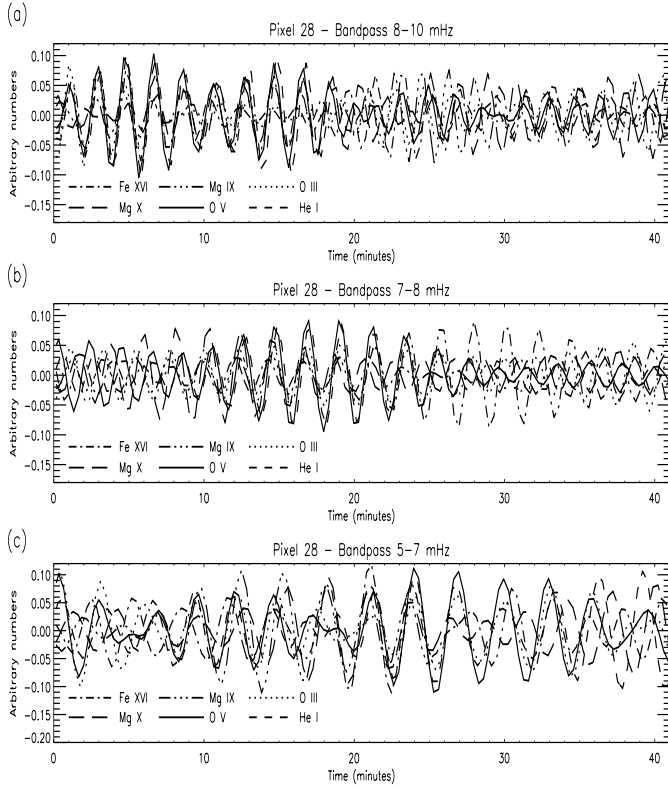 (a)
Pixel 28 − Bandpass 8−10 mHz
Arbitrary numbers
0.10
0.05
0.00
−0.05
−0.10
−0.15
Fe XVI Mg IX O III
Mg X O V He I
0 10 20 30 40
Time (minutes)
(b)
Pixel 28 − Bandpass 7−8 mHz
Arbitrary numbers
0.10
0.05
0.00
−0.05
−0.10
−0.15
Fe XVI Mg IX O III
Mg X O V He I
0 10 20 30 40
Time (minutes)
(c)
Pixel 28 − Bandpass 5−7 mHz
Arbitrary numbers
0.10
0.05
0.00
−0.05
−0.10
−0.15
−0.20
Fe XVI Mg IX O III
Mg X O V He I
0 10 20 30 40
Time (minutes)